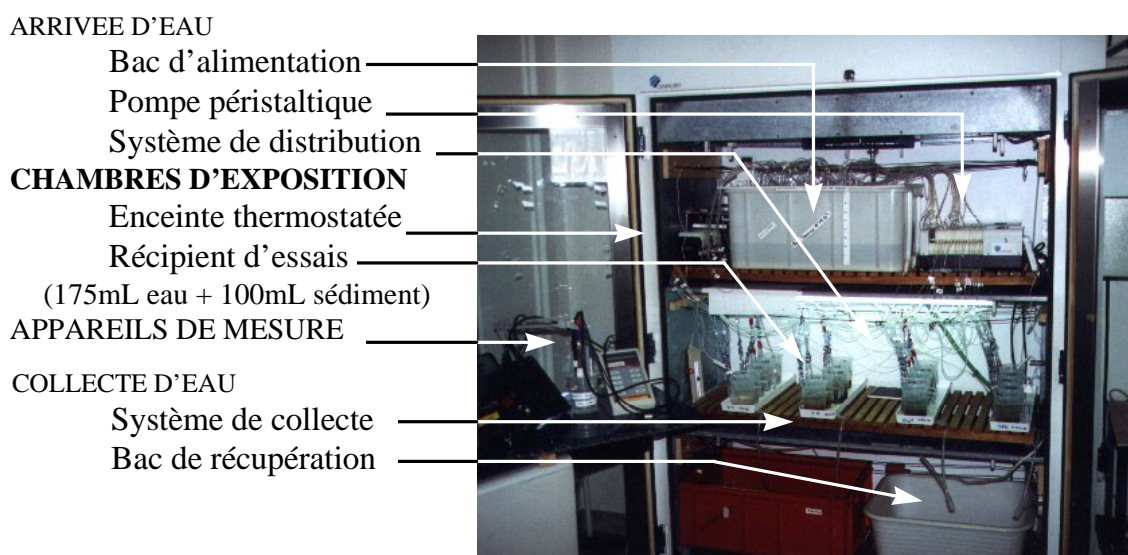 ARRIVEE D’EAU
Bac d’alimentation
Pompe péristaltique
Système de distribution
CHAMBRES D’EXPOSITION
Enceinte thermostatée
Récipient d’essais
(175mL eau + 100mL sédiment)
APPAREILS DE MESURE
COLLECTE D’EAU
Système de collecte
Bac de récupération